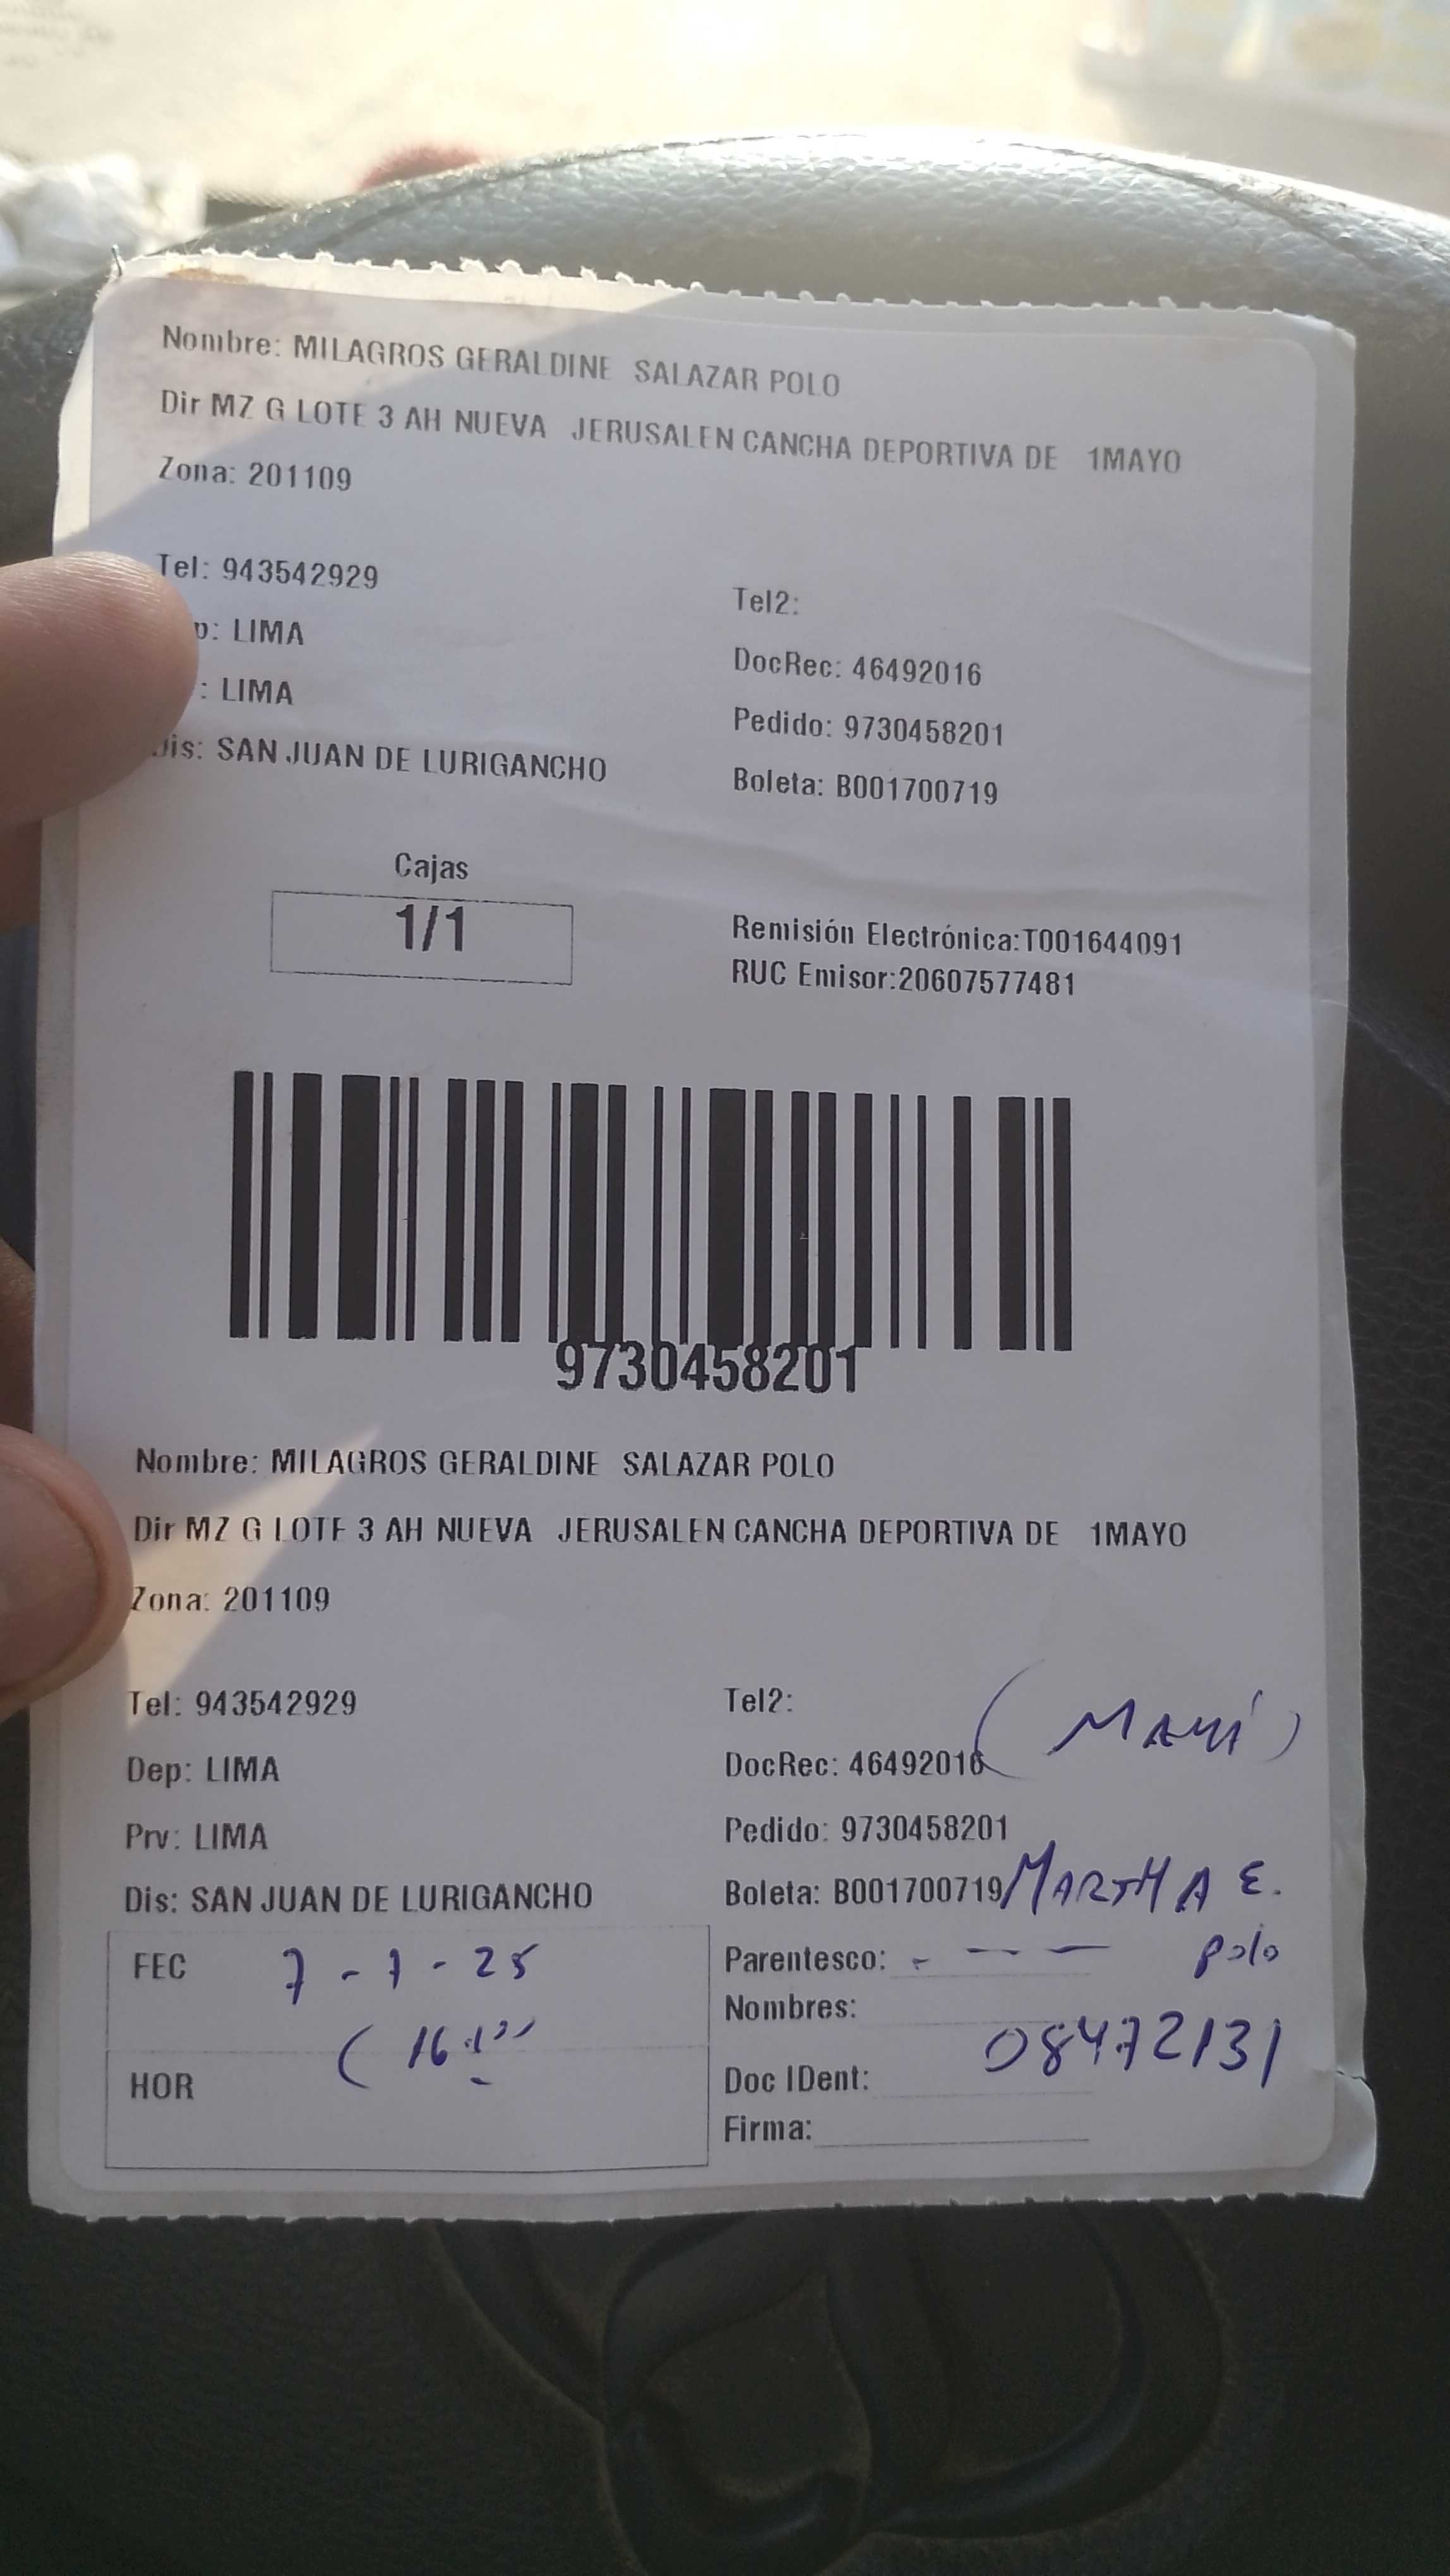 Nombre: MILAGROS GERALDINE SALAZAR POLO
Dir MZ G LOTE 3 AH NUEVA JERUSALEN CANCHA DEPORTIVA DE 1MAYO
Zona: 201109
Tel: 943542929
Tel2:
p: LIMA
DocRec: 46492016
: LIMA
Pedido: 9730458201
Dis: SAN JUAN DE LURIGANCHO
Boleta: B001700719
Cajas
1/1
Remisión Electrónica:T001644091
RUC Emisor:20607577481
9730458201
Nombre: MILAGROS GERALDINE SALAZAR POLO
Dir MZ G LOTE 3 AH NUEVA JERUSALEN CANCHA DEPORTIVA DE 1MAYO
Zona: 201109
Tel: 943542929
Tel2:
Dep: LIMA
DocRec: 46492016
Prv: LIMA
Pedido: 9730458201
Dis: SAN JUAN DE LURIGANCHO
Boleta: B001700719 MARTHA E.
FEC 7-7-25
Parentesco: - - - Polo
Nombres:
HOR
Doc IDent: 08472131
Firma: